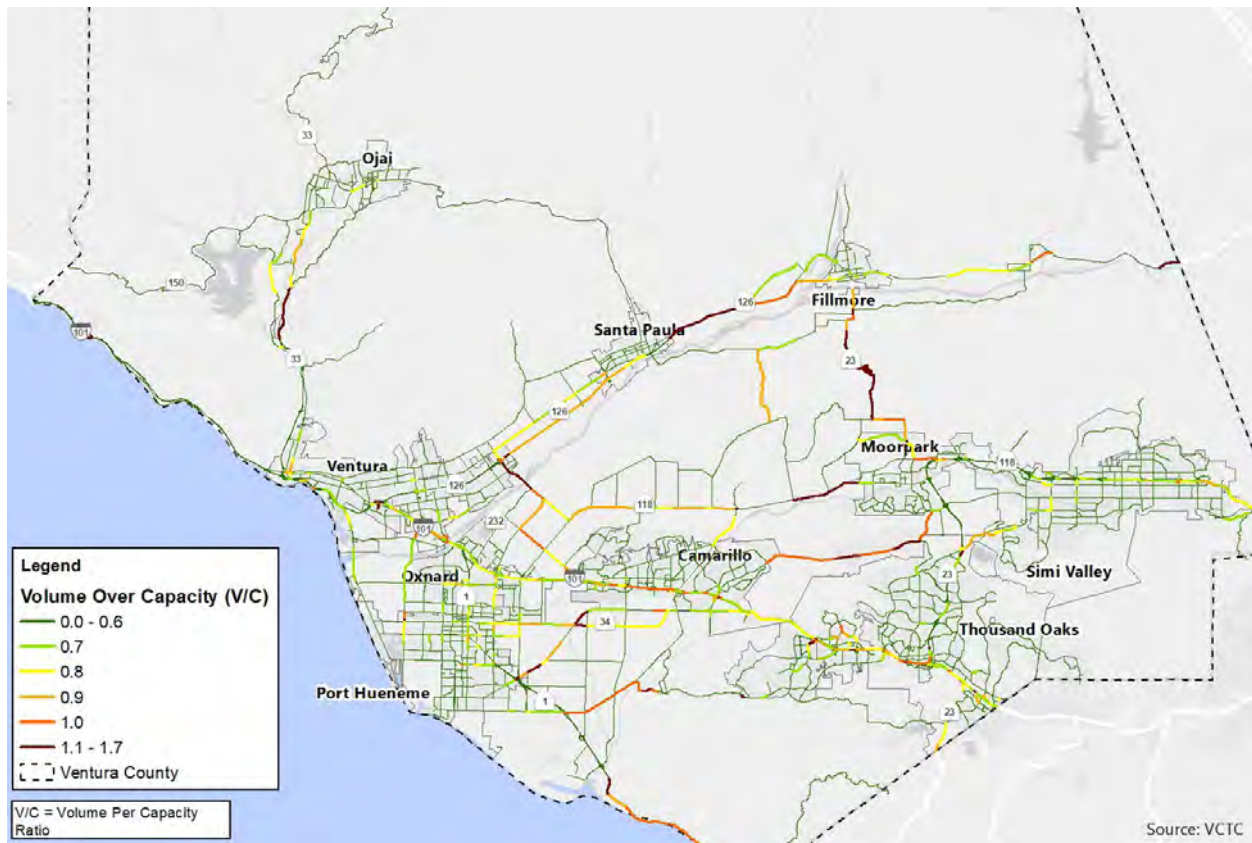 33
Ojai
150
101
126
Fillmore
Santa Paula
33
23
126
Moorpark
Ventura
118
126
118
101
232
Camarillo
101
Oxnard
23
Simi Valley
1
34
Thousand Oaks
Port Hueneme
1
23
Legend
Volume Over Capacity (V/C)
0.0 - 0.6
0.7
0.8
0.9
1.0
1.1 - 1.7
Ventura County
V/C = Volume Per Capacity
Ratio
Source: VCTC